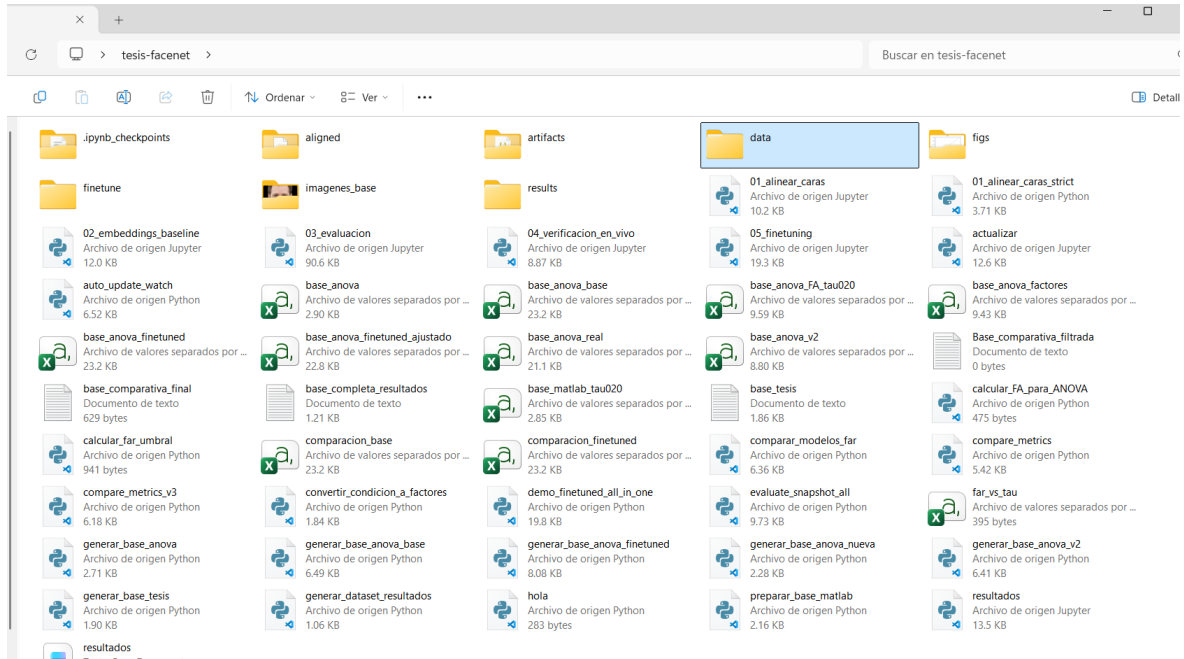 tesis-facenet
Buscar en tesis-facenet
Ordenar
Ver
Detall
.ipynb_checkpoints
aligned
artifacts
data
figs
finetune
imagenes_base
results
01_alinear_caras
Archivo de origen Jupyter
10.2 KB
01_alinear_caras_strict
Archivo de origen Python
3.71 KB
02_embeddings_baseline
Archivo de origen Jupyter
12.0 KB
03_evaluacion
Archivo de origen Jupyter
90.6 KB
04_verificacion_en_vivo
Archivo de origen Jupyter
8.87 KB
05_finetuning
Archivo de origen Jupyter
19.3 KB
actualizar
Archivo de origen Jupyter
12.6 KB
auto_update_watch
Archivo de origen Python
6.52 KB
base_anova
Archivo de valores separados por ...
2.90 KB
base_anova_base
Archivo de valores separados por ...
23.2 KB
base_anova_FA_tau020
Archivo de valores separados por ...
9.59 KB
base_anova_factores
Archivo de valores separados por ...
9.43 KB
base_anova_finetuned
Archivo de valores separados por ...
23.2 KB
base_anova_finetuned_ajustado
Archivo de valores separados por ...
22.8 KB
base_anova_real
Archivo de valores separados por ...
21.1 KB
base_anova_v2
Archivo de valores separados por ...
8.80 KB
Base_comparativa_filtrada
Documento de texto
0 bytes
base_comparativa_final
Documento de texto
629 bytes
base_completa_resultados
Documento de texto
1.21 KB
base_matlab_tau020
Archivo de valores separados por ...
2.85 KB
base_tesis
Documento de texto
1.86 KB
calcular_FA_para_ANOVA
Archivo de origen Python
475 bytes
calcular_far_umbral
Archivo de origen Python
941 bytes
comparacion_base
Archivo de valores separados por ...
23.2 KB
comparacion_finetuned
Archivo de valores separados por ...
23.2 KB
comparar_modelos_far
Archivo de origen Python
6.36 KB
compare_metrics
Archivo de origen Python
5.42 KB
compare_metrics_v3
Archivo de origen Python
6.18 KB
convertir_condicion_a_factores
Archivo de origen Python
1.84 KB
demo_finetuned_all_in_one
Archivo de origen Python
19.8 KB
evaluate_snapshot_all
Archivo de origen Python
9.73 KB
far_vs_tau
Archivo de valores separados por ...
395 bytes
generar_base_anova
Archivo de origen Python
2.71 KB
generar_base_anova_base
Archivo de origen Python
6.49 KB
generar_base_anova_finetuned
Archivo de origen Python
8.08 KB
generar_base_anova_nueva
Archivo de origen Python
2.28 KB
generar_base_anova_v2
Archivo de origen Python
6.41 KB
generar_base_tesis
Archivo de origen Python
1.90 KB
generar_dataset_resultados
Archivo de origen Python
1.06 KB
hola
Archivo de origen Python
283 bytes
preparar_base_matlab
Archivo de origen Python
2.16 KB
resultados
Archivo de origen Jupyter
13.5 KB
resultados